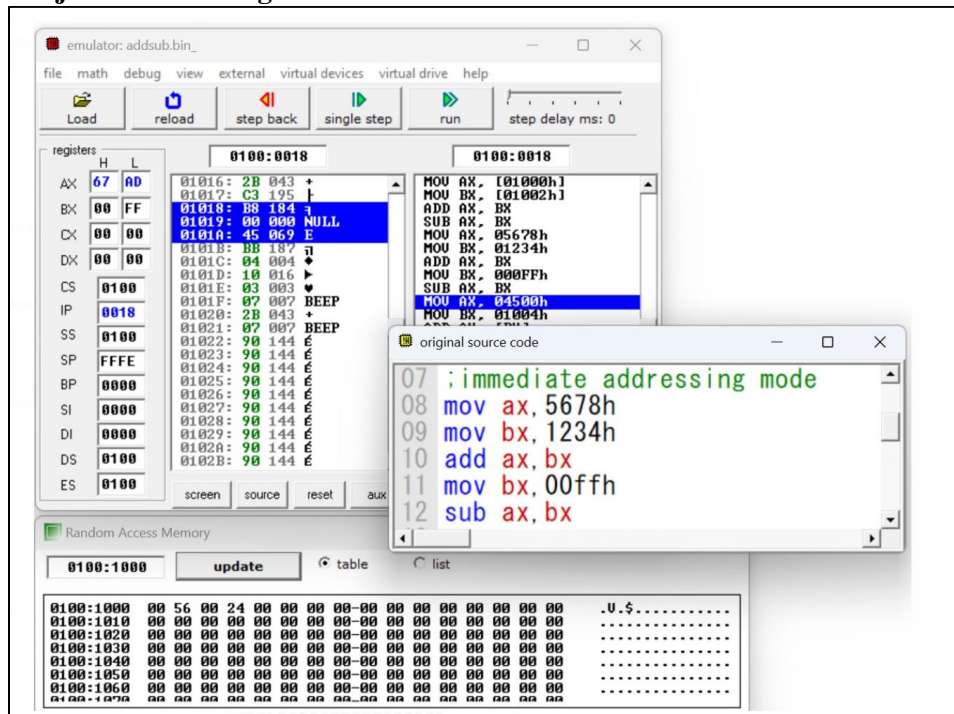 emulator: addsub.bin_
file math debug view external virtual devices virtual drive help
Load reload step back single step run step delay ms: 0
registers
H L
0100:0018 0100:0018
AX 67 AD
BX 00 FF
CX 00 00
DX 00 00
CS 0100
IP 0018
SS 0100
SP FFFE
BP 0000
SI 0000
DI 0000
DS 0100
ES 0100
01016: 2B 043 +
01017: C3 195 ├
01018: B8 184 ╕
01019: 00 000 NULL
0101A: 45 069 E
0101B: BB 187 ╗
0101C: 04 004 ♦
0101D: 10 016 ►
0101E: 03 003 ♥
0101F: 07 007 BEEP
01020: 2B 043 +
01021: 07 007 BEEP
01022: 90 144 É
01023: 90 144 É
01024: 90 144 É
01025: 90 144 É
01026: 90 144 É
01027: 90 144 É
01028: 90 144 É
01029: 90 144 É
0102A: 90 144 É
0102B: 90 144 É
MOV AX, [01000h]
MOV BX, [01002h]
ADD AX, BX
SUB AX, BX
MOV AX, 05678h
MOV BX, 01234h
ADD AX, BX
MOV BX, 000FFh
SUB AX, BX
MOV AX, 04500h
MOV BX, 01004h
ADD AX, [BX]
screen source reset aux
original source code
07 ;immediate addressing mode
08 mov ax,5678h
09 mov bx,1234h
10 add ax,bx
11 mov bx,00ffh
12 sub ax,bx
Random Access Memory
0100:1000 update table list
0100:1000 00 56 00 24 00 00 00 00-00 00 00 00 00 00 00 00 .V.$............
0100:1010 00 00 00 00 00 00 00 00-00 00 00 00 00 00 00 00 ................
0100:1020 00 00 00 00 00 00 00 00-00 00 00 00 00 00 00 00 ................
0100:1030 00 00 00 00 00 00 00 00-00 00 00 00 00 00 00 00 ................
0100:1040 00 00 00 00 00 00 00 00-00 00 00 00 00 00 00 00 ................
0100:1050 00 00 00 00 00 00 00 00-00 00 00 00 00 00 00 00 ................
0100:1060 00 00 00 00 00 00 00 00-00 00 00 00 00 00 00 00 ................